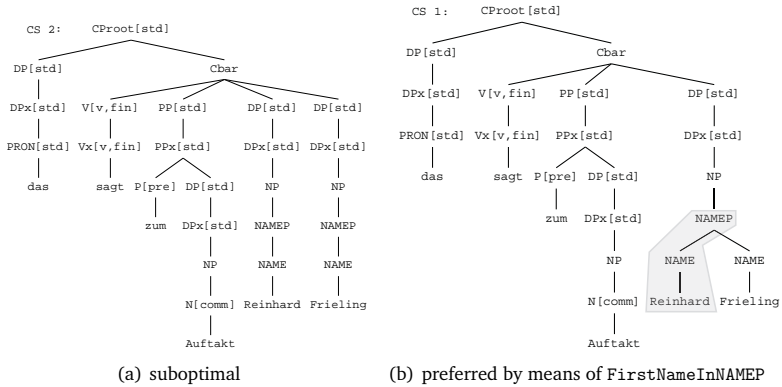 CS 2: CProot[std]
DP[std] Cbar
DPx[std] V[v,fin] PP[std] DP[std] DP[std]
PRON[std] Vx[v,fin] PPx[std] DPx[std] DPx[std]
das sagt P[pre] DP[std] NP NP
zum DPx[std] NAMEP NAMEP
NP NAME NAME
N[comm] Reinhard Frieling
Auftakt
(a) suboptimal
CS 1: CProot[std]
DP[std] Cbar
DPx[std] V[v,fin] PP[std] DP[std]
PRON[std] Vx[v,fin] PPx[std] DPx[std]
das sagt P[pre] DP[std] NP
zum DPx[std] NAMEP
NP NAME NAME
N[comm] Reinhard Frieling
Auftakt
(b) preferred by means of FirstNameInNAMEP